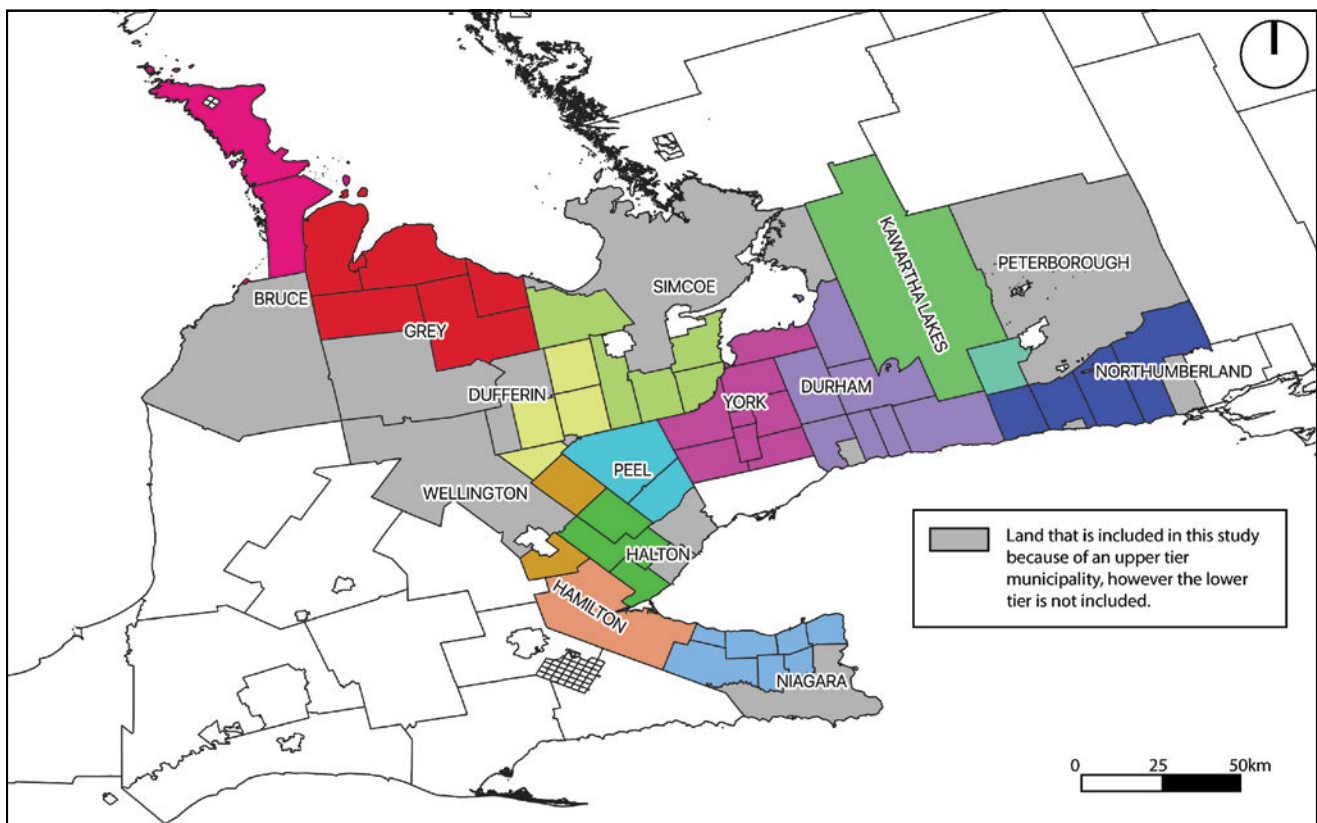 KAWARTHA LAKES
PETERBOROUGH
SIMCOE
BRUCE
GREY
NORTHUMBERLAND
DUFFERIN
DURHAM
YORK
PEEL
WELLINGTON
HALTON
HAMILTON
NIAGARA
Land that is included in this study
because of an upper tier
municipality, however the lower
tier is not included.
0 25 50km